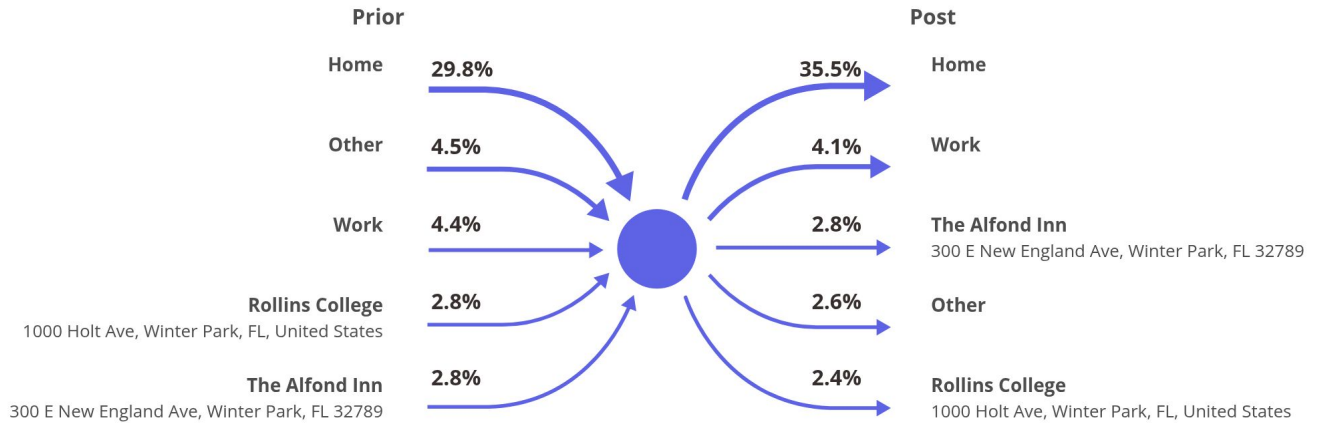 Prior
Post
Home
29.8%
35.5%
Home
Other
4.5%
4.1%
Work
Work
4.4%
2.8%
The Alfond Inn
300 E New England Ave, Winter Park, FL 32789
Rollins College
1000 Holt Ave, Winter Park, FL, United States
2.8%
2.6%
Other
The Alfond Inn
300 E New England Ave, Winter Park, FL 32789
2.8%
2.4%
Rollins College
1000 Holt Ave, Winter Park, FL, United States